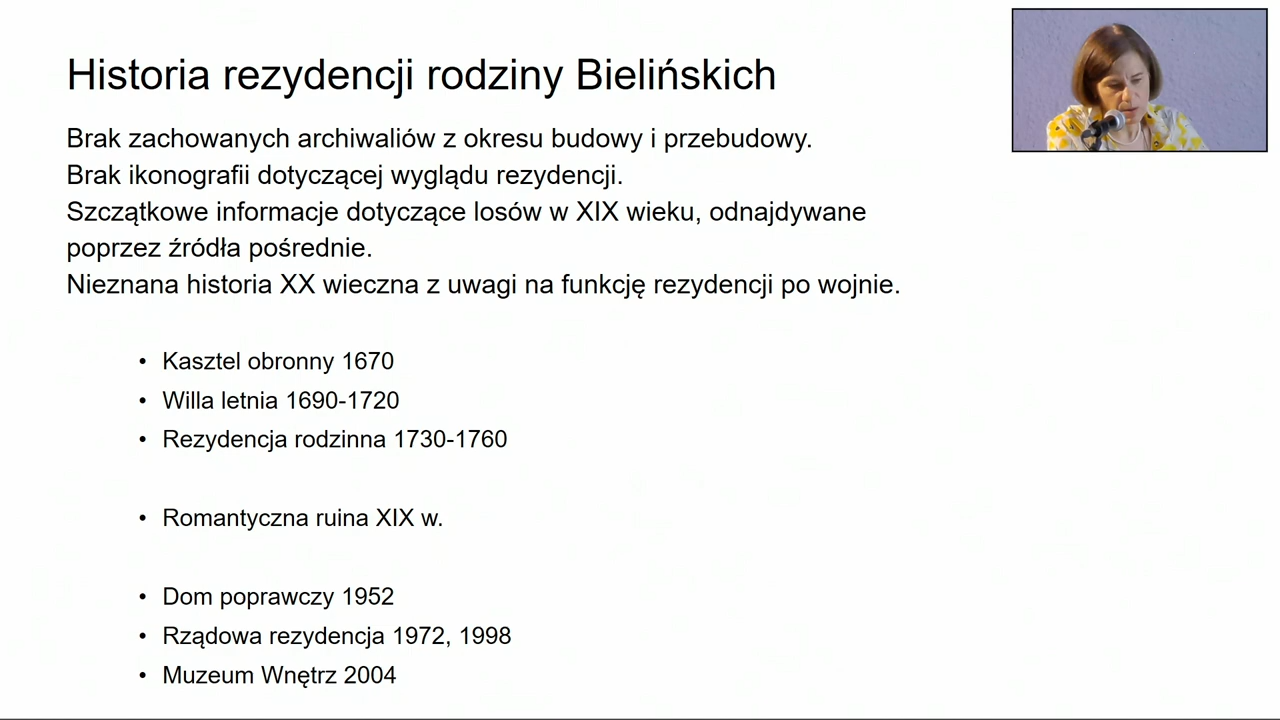 Historia rezydencji rodziny Bielińskich
Brak zachowanych archiwaliów z okresu budowy i przebudowy.
Brak ikonografii dotyczącej wyglądu rezydencji.
Szczątkowe informacje dotyczące losów w XIX wieku, odnajdywane
poprzez źródła pośrednie.
Nieznana historia XX wieczna z uwagi na funkcję rezydencji po wojnie.
• Kasztel obronny 1670
• Willa letnia 1690-1720
• Rezydencja rodzinna 1730-1760
• Romantyczna ruina XIX w.
• Dom poprawczy 1952
• Rządowa rezydencja 1972, 1998
• Muzeum Wnętrz 2004